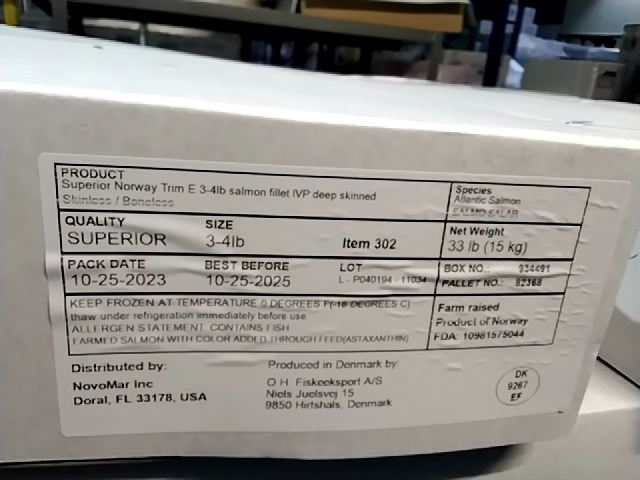 PRODUCT
Superior Norway Trim E 3-4lb salmon fillet IVP deep skinned
Skinless / Boneless
Species
Atlantic Salmon
SALMO SALAR
QUALITY
SUPERIOR
SIZE
3-4lb
Item 302
Net Weight
33 lb (15 kg)
PACK DATE
10-25-2023
BEST BEFORE
10-25-2025
LOT
L - P040194 - 11034
BOX NO.: 934491
PALLET NO.: 82368
KEEP FROZEN AT TEMPERATURE 0 DEGREES F(-18 DEGREES C)
thaw under refrigeration immediately before use.
ALLERGEN STATEMENT: CONTAINS FISH
FARMED SALMON WITH COLOR ADDED THROUGH FEED(ASTAXANTHIN)
Farm raised
Product of Norway
FDA: 10981575044
Distributed by:
NovoMar Inc
Doral, FL 33178, USA
Produced in Denmark by
O.H. Fiskeeksport A/S
Niels Juelsvej 15
9850 Hirtshals, Denmark
DK
9267
EF